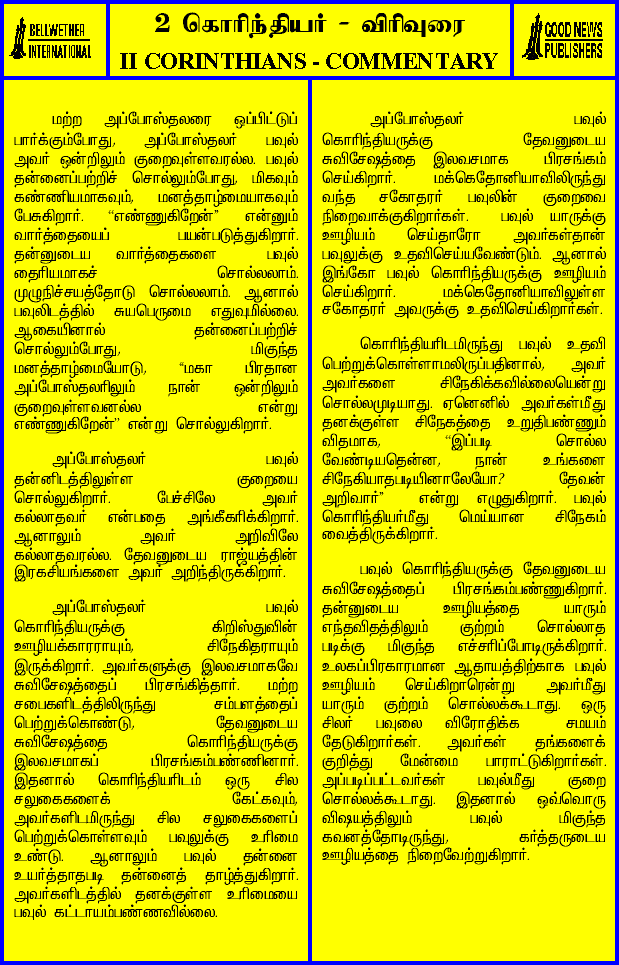 BELLWETHER
INTERNATIONAL
2 கொரிந்தியர் - விரிவுரை
II CORINTHIANS - COMMENTARY
GOOD NEWS
PUBLISHERS
மற்ற அப்போஸ்தலரை ஒப்பிட்டுப்
பார்க்கும்போது, அப்போஸ்தலர் பவுல்
அவர் ஒன்றிலும் குறைவுள்ளவரல்ல. பவுல்
தன்னைப்பற்றிச் சொல்லும்போது, மிகவும்
கண்ணியமாகவும், மனத்தாழ்மையாகவும்
பேசுகிறார். “எண்ணுகிறேன்” என்னும்
வார்த்தையைப் பயன்படுத்துகிறார்.
தன்னுடைய வார்த்தைகளை பவுல்
தைரியமாகச் சொல்லலாம்.
முழுநிச்சயத்தோடு சொல்லலாம். ஆனால்
பவுலிடத்தில் சுயபெருமை எதுவுமில்லை.
ஆகையினால் தன்னைப்பற்றிச்
சொல்லும்போது, மிகுந்த
மனத்தாழ்மையோடு, “மகா பிரதான
அப்போஸ்தலரிலும் நான் ஒன்றிலும்
குறைவுள்ளவனல்ல என்று
எண்ணுகிறேன்” என்று சொல்லுகிறார்.
அப்போஸ்தலர் பவுல்
தன்னிடத்திலுள்ள குறையை
சொல்லுகிறார். பேச்சிலே அவர்
கல்லாதவர் என்பதை அங்கீகரிக்கிறார்.
ஆனாலும் அவர் அறிவிலே
கல்லாதவரல்ல. தேவனுடைய ராஜ்யத்தின்
இரகசியங்களை அவர் அறிந்திருக்கிறார்.
அப்போஸ்தலர் பவுல்
கொரிந்தியருக்கு கிறிஸ்துவின்
ஊழியக்காரராயும், சிநேகிதராயும்
இருக்கிறார். அவர்களுக்கு இலவசமாகவே
சுவிசேஷத்தைப் பிரசங்கித்தார். மற்ற
சபைகளிடத்திலிருந்து சம்பளத்தைப்
பெற்றுக்கொண்டு, தேவனுடைய
சுவிசேஷத்தை கொரிந்தியருக்கு
இலவசமாகப் பிரசங்கம்பண்ணினார்.
இதனால் கொரிந்தியரிடம் ஒரு சில
சலுகைகளைக் கேட்கவும்,
அவர்களிடமிருந்து சில சலுகைகளைப்
பெற்றுக்கொள்ளவும் பவுலுக்கு உரிமை
உண்டு. ஆனாலும் பவுல் தன்னை
உயர்த்தாதபடி தன்னைத் தாழ்த்துகிறார்.
அவர்களிடத்தில் தனக்குள்ள உரிமையை
பவுல் கட்டாயம்பண்ணவில்லை.
அப்போஸ்தலர் பவுல்
கொரிந்தியருக்கு தேவனுடைய
சுவிசேஷத்தை இலவசமாக பிரசங்கம்
செய்கிறார். மக்கெதோனியாவிலிருந்து
வந்த சகோதரர் பவுலின் குறைவை
நிறைவாக்குகிறார்கள். பவுல் யாருக்கு
ஊழியம் செய்தாரோ அவர்கள்தான்
பவுலுக்கு உதவிசெய்யவேண்டும். ஆனால்
இங்கோ பவுல் கொரிந்தியருக்கு ஊழியம்
செய்கிறார். மக்கெதோனியாவிலுள்ள
சகோதரர் அவருக்கு உதவிசெய்கிறார்கள்.
கொரிந்தியரிடமிருந்து பவுல் உதவி
பெற்றுக்கொள்ளாமலிருப்பதினால், அவர்
அவர்களை சிநேகிக்கவில்லையென்று
சொல்லமுடியாது. ஏனெனில் அவர்கள்மீது
தனக்குள்ள சிநேகத்தை உறுதிபண்ணும்
விதமாக, “இப்படி சொல்ல
வேண்டியதென்ன, நான் உங்களை
சிநேகியாதபடியினாலேயோ? தேவன்
அறிவார்” என்று எழுதுகிறார். பவுல்
கொரிந்தியர்மீது மெய்யான சிநேகம்
வைத்திருக்கிறார்.
பவுல் கொரிந்தியருக்கு தேவனுடைய
சுவிசேஷத்தைப் பிரசங்கம்பண்ணுகிறார்.
தன்னுடைய ஊழியத்தை யாரும்
எந்தவிதத்திலும் குற்றம் சொல்லாத
படிக்கு மிகுந்த எச்சரிப்போடிருக்கிறார்.
உலகப்பிரகாரமான ஆதாயத்திற்காக பவுல்
ஊழியம் செய்கிறாரென்று அவர்மீது
யாரும் குற்றம் சொல்லக்கூடாது. ஒரு
சிலர் பவுலை விரோதிக்க சமயம்
தேடுகிறார்கள். அவர்கள் தங்களைக்
குறித்து மேன்மை பாராட்டுகிறார்கள்.
அப்படிப்பட்டவர்கள் பவுல்மீது குறை
சொல்லக்கூடாது. இதனால் ஒவ்வொரு
விஷயத்திலும் பவுல் மிகுந்த
கவனத்தோடிருந்து, கர்த்தருடைய
ஊழியத்தை நிறைவேற்றுகிறார்.